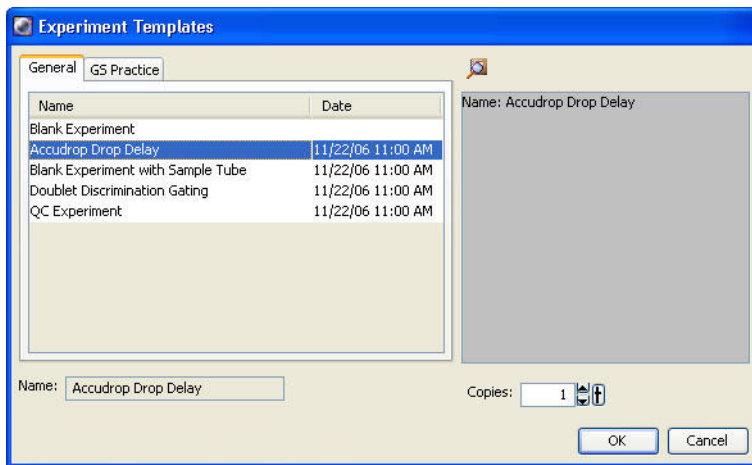 Experiment Templates
General GS Practice
Name Date
Blank Experiment
Accudrop Drop Delay 11/22/06 11:00 AM
Blank Experiment with Sample Tube 11/22/06 11:00 AM
Doublet Discrimination Gating 11/22/06 11:00 AM
QC Experiment 11/22/06 11:00 AM
Name: Accudrop Drop Delay
Name: Accudrop Drop Delay
Copies: 1
OK Cancel